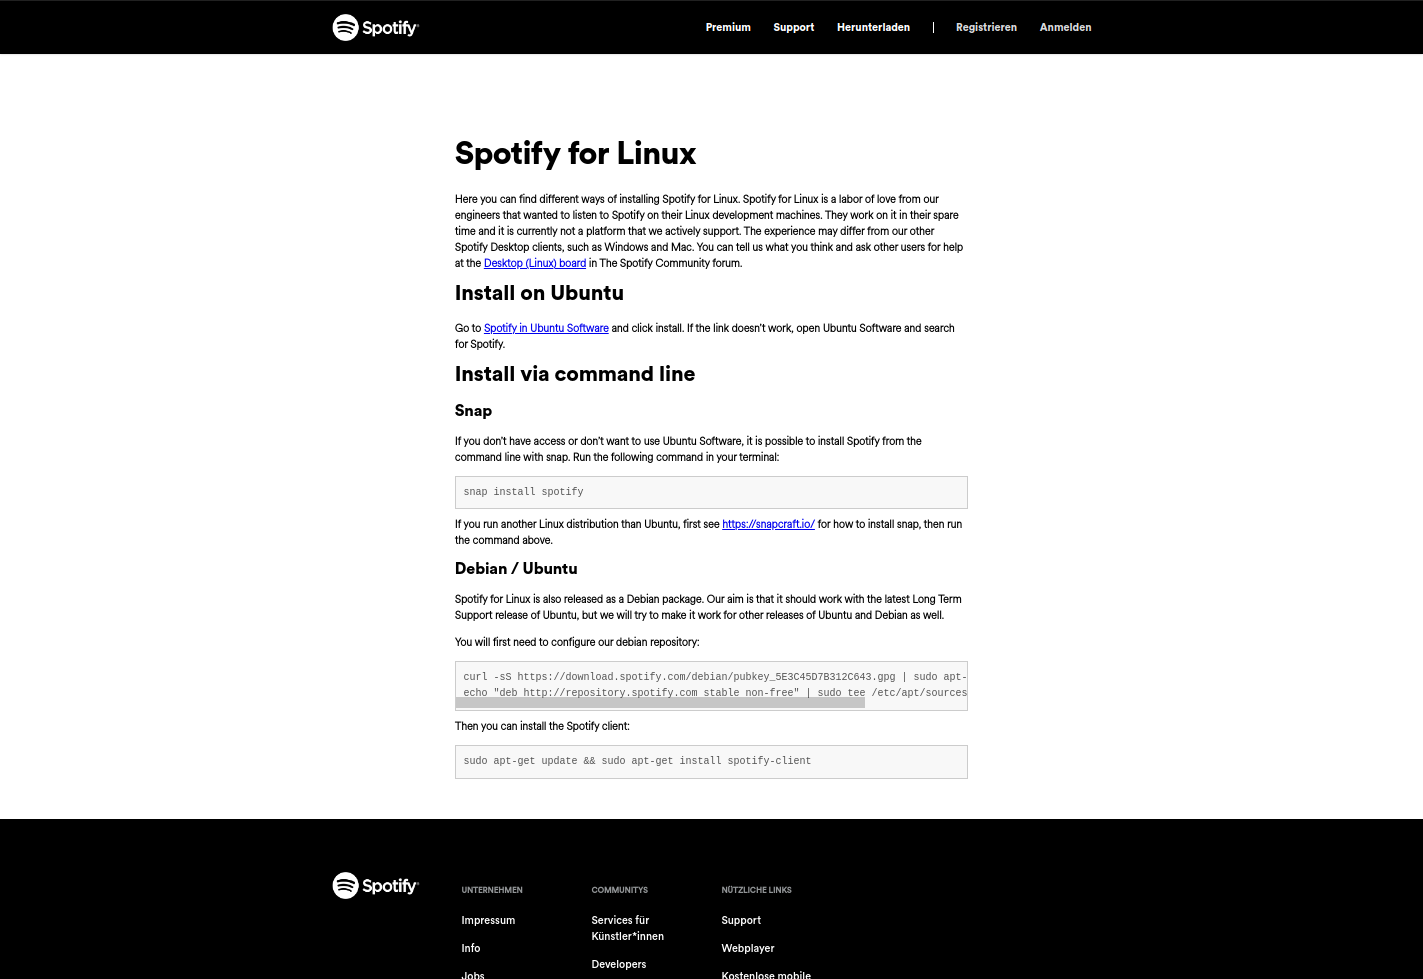 Spotify
Premium
Support
Herunterladen
|
Registrieren
Anmelden
Spotify for Linux
Here you can find different ways of installing Spotify for Linux. Spotify for Linux is a labor of love from our
engineers that wanted to listen to Spotify on their Linux development machines. They work on it in their spare
time and it is currently not a platform that we actively support. The experience may differ from our other
Spotify Desktop clients, such as Windows and Mac. You can tell us what you think and ask other users for help
at the Desktop (Linux) board in The Spotify Community forum.
Install on Ubuntu
Go to Spotify in Ubuntu Software and click install. If the link doesn't work, open Ubuntu Software and search
for Spotify.
Install via command line
Snap
If you don't have access or don't want to use Ubuntu Software, it is possible to install Spotify from the
command line with snap. Run the following command in your terminal:
snap install spotify
If you run another Linux distribution than Ubuntu, first see https://snapcraft.io/ for how to install snap, then run
the command above.
Debian / Ubuntu
Spotify for Linux is also released as a Debian package. Our aim is that it should work with the latest Long Term
Support release of Ubuntu, but we will try to make it work for other releases of Ubuntu and Debian as well.
You will first need to configure our debian repository:
curl -sS https://download.spotify.com/debian/pubkey_5E3C45D7B312C643.gpg | sudo apt-
echo "deb http://repository.spotify.com stable non-free" | sudo tee /etc/apt/sources
Then you can install the Spotify client:
sudo apt-get update && sudo apt-get install spotify-client
Spotify
UNTERNEHMEN
Impressum
Info
Jobs
COMMUNITYS
Services für
Künstler*innen
Developers
NÜTZLICHE LINKS
Support
Webplayer
Kostenlose mobile